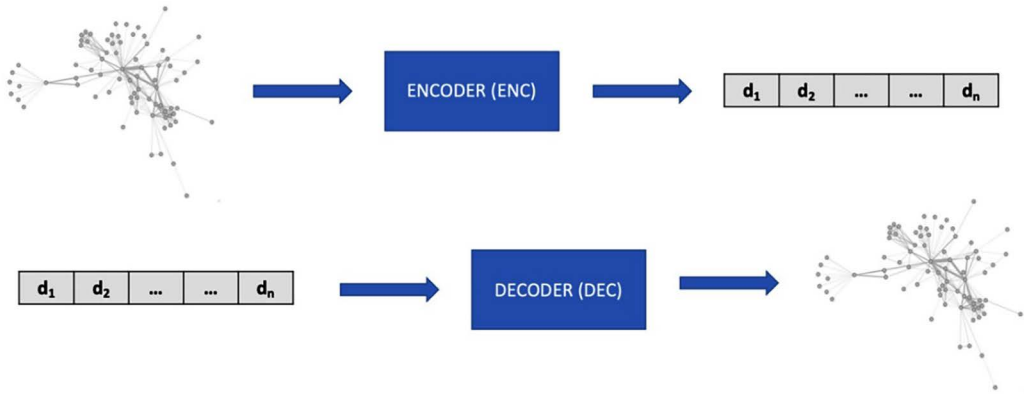 ENCODER (ENC)
d₁ d₂ ... ... dₙ
d₁ d₂ ... ... dₙ
DECODER (DEC)